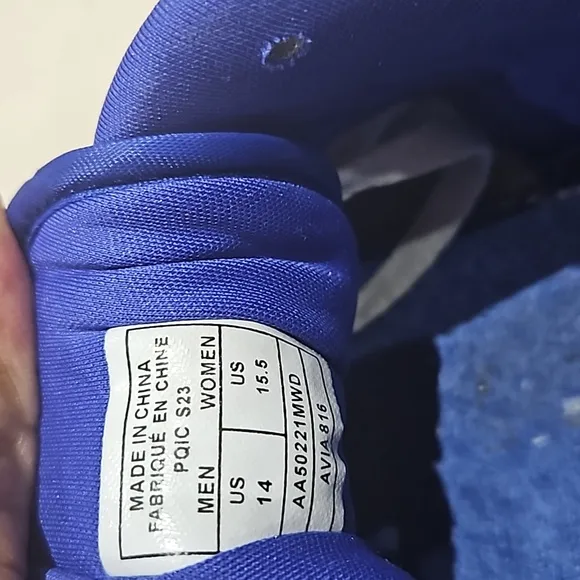 MADE IN CHINA
FABRIQUÉ EN CHINE
PQIC S23
MEN WOMEN
US US
14 15.5
AA50221MWD
AVIA 816